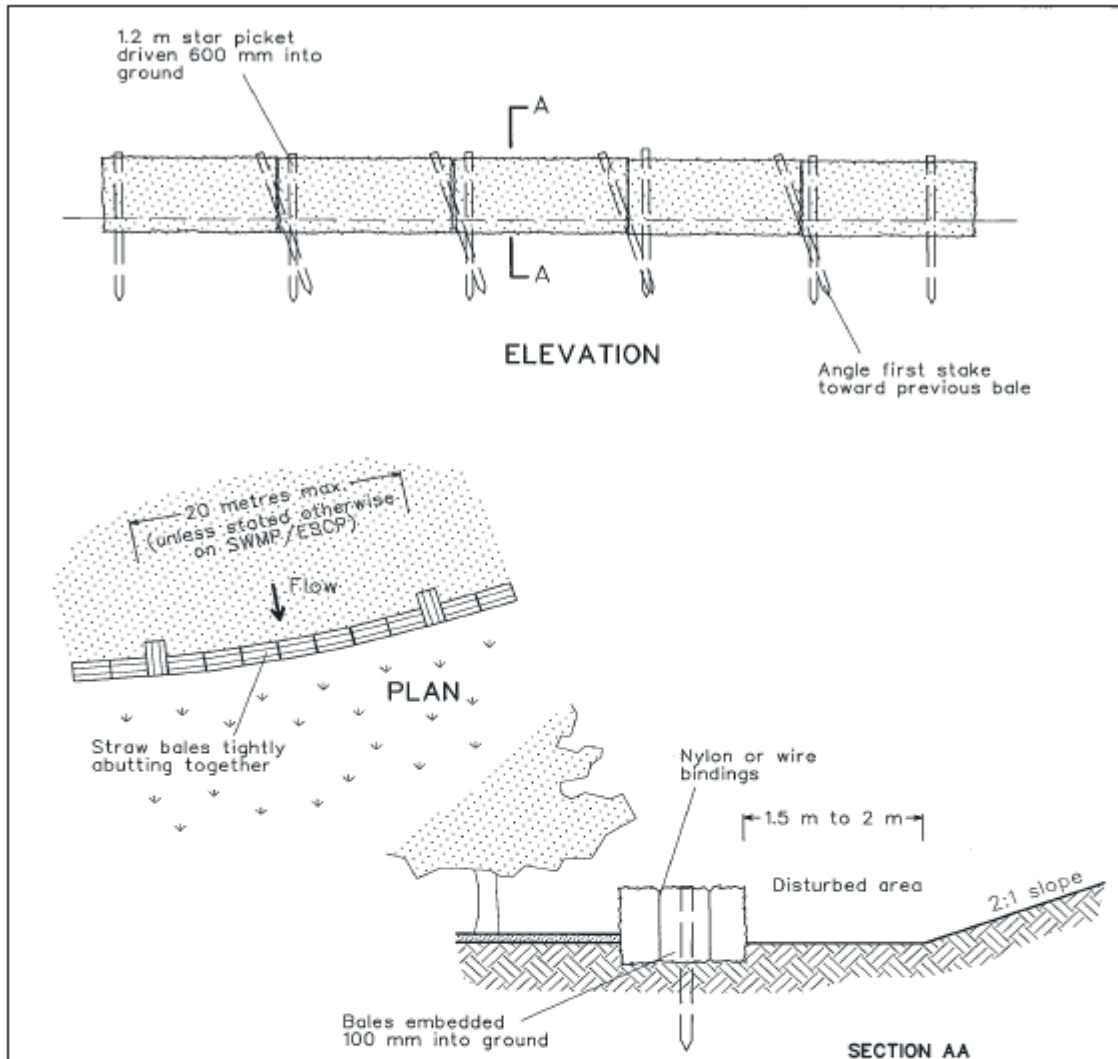 1.2 m star picket
driven 600 mm into
ground
A
A
ELEVATION
Angle first stake
toward previous bale
20 metres max.
(unless stated otherwise
on SWMP/ESCP)
Flow
PLAN
Straw bales tightly
abutting together
Nylon or wire
bindings
1.5 m to 2 m
Disturbed area
2:1 slope
Bales embedded
100 mm into ground
SECTION AA